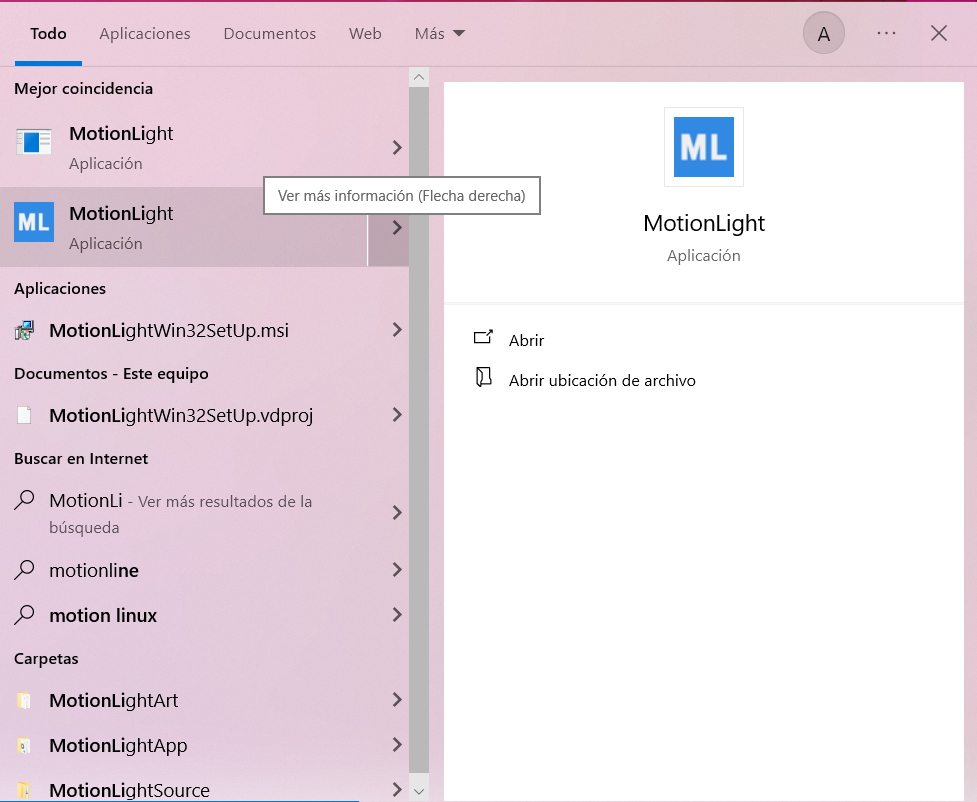 Todo Aplicaciones Documentos Web Más A
Mejor coincidencia
MotionLight
Aplicación
MotionLight
Aplicación
Ver más información (Flecha derecha)
Aplicaciones
MotionLightWin32SetUp.msi
Documentos - Este equipo
MotionLightWin32SetUp.vdproj
Buscar en Internet
MotionLi - Ver más resultados de la
búsqueda
motionline
motion linux
Carpetas
MotionLightArt
MotionLightApp
MotionLightSource
ML
ML
MotionLight
Aplicación
Abrir
Abrir ubicación de archivo